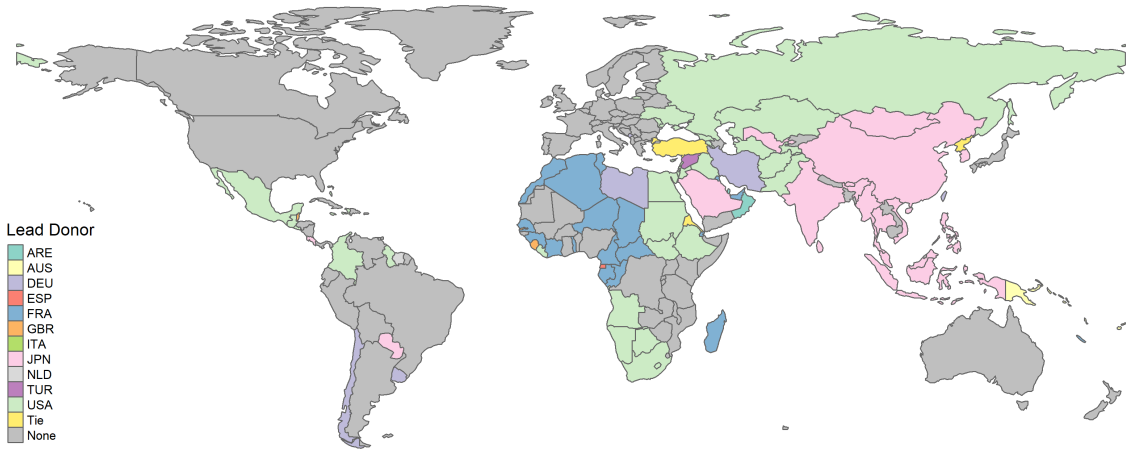 Lead Donor
ARE
AUS
DEU
ESP
FRA
GBR
ITA
JPN
NLD
TUR
USA
Tie
None